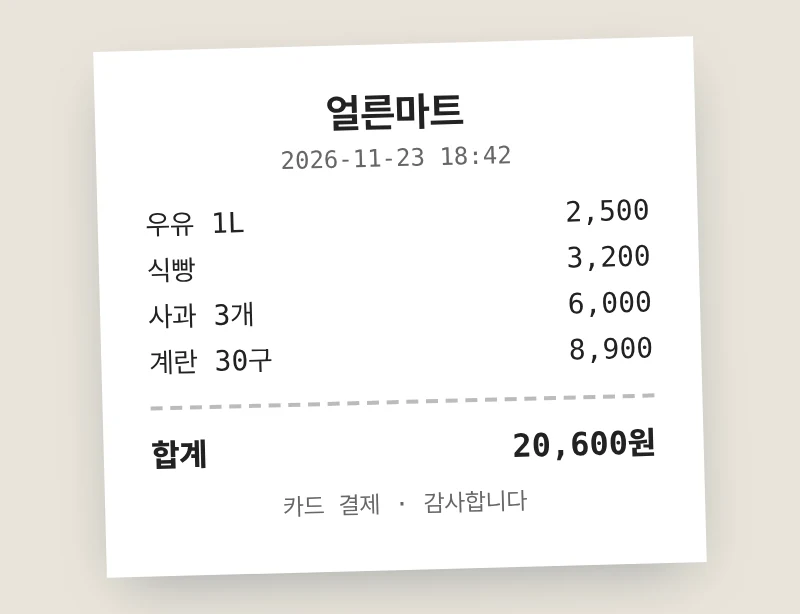 얼른마트
2026-11-23 18:42
우유 1L 2,500
식빵 3,200
사과 3개 6,000
계란 30구 8,900
합계 20,600원
카드 결제 · 감사합니다